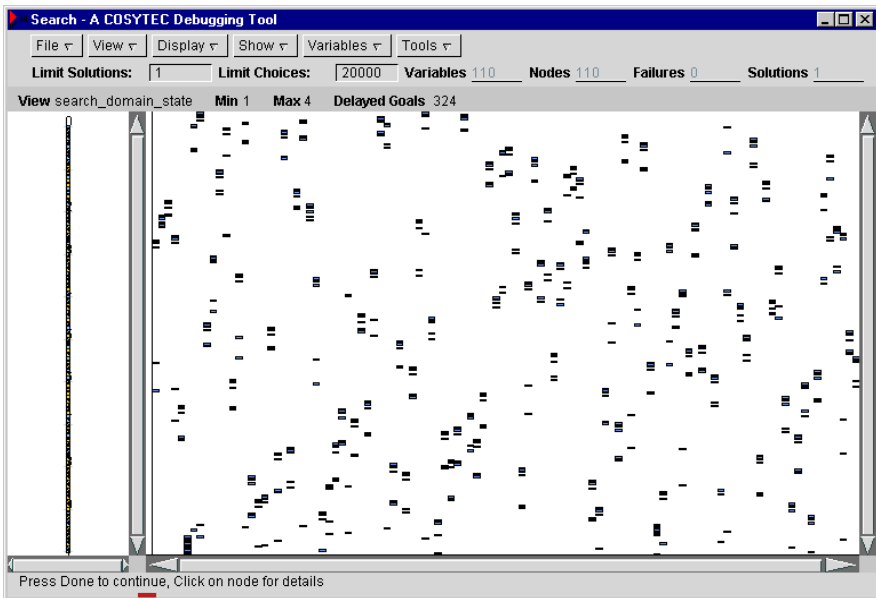 Search - A COSYTEC Debugging Tool
File View Display Show Variables Tools
Limit Solutions: 1 Limit Choices: 20000 Variables 110 Nodes 110 Failures 0 Solutions 1
View search_domain_state Min 1 Max 4 Delayed Goals 324
Press Done to continue, Click on node for details